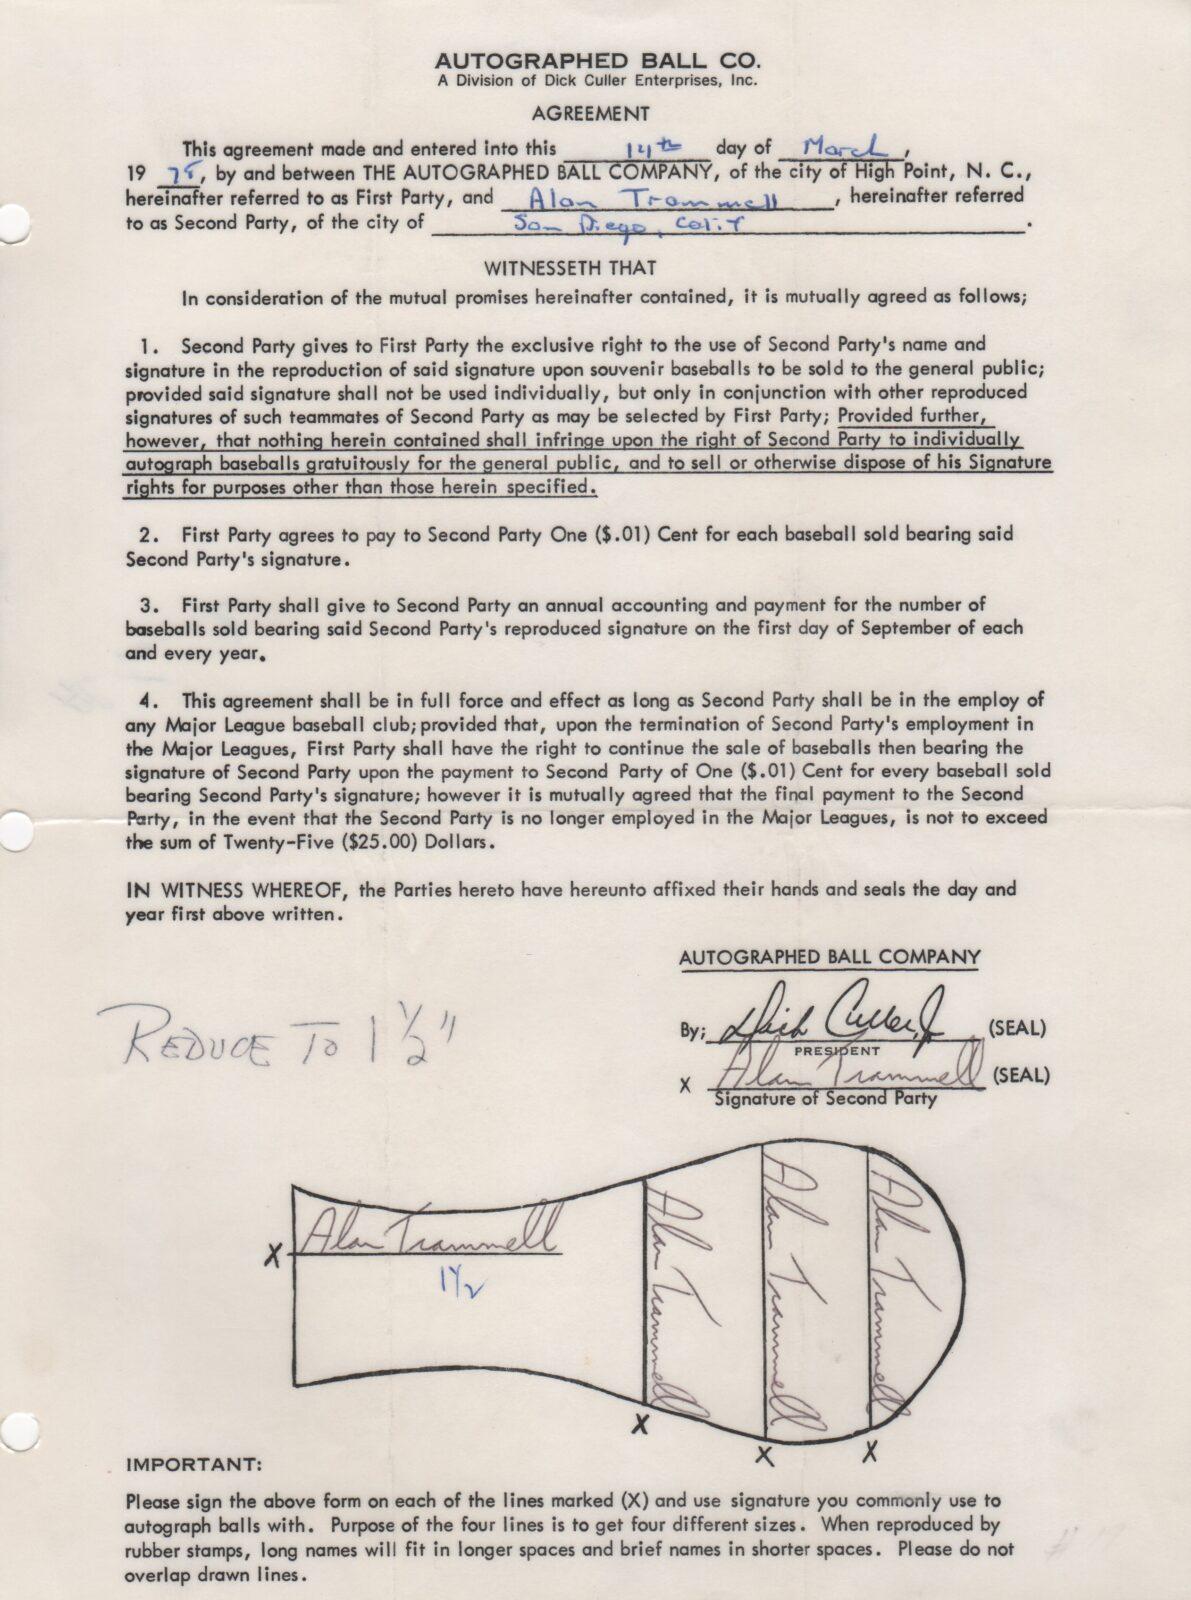 AUTOGRAPHED BALL CO.
A Division of Dick Culler Enterprises, Inc.
AGREEMENT
This agreement made and entered into this 14th day of March,
19 78, by and between THE AUTOGRAPHED BALL COMPANY, of the city of High Point, N. C.,
hereinafter referred to as First Party, and Alan Trammell, hereinafter referred
to as Second Party, of the city of San Diego, Calif.
WITNESSETH THAT
In consideration of the mutual promises hereinafter contained, it is mutually agreed as follows;
1. Second Party gives to First Party the exclusive right to the use of Second Party's name and
signature in the reproduction of said signature upon souvenir baseballs to be sold to the general public;
provided said signature shall not be used individually, but only in conjunction with other reproduced
signatures of such teammates of Second Party as may be selected by First Party; Provided further,
however, that nothing herein contained shall infringe upon the right of Second Party to individually
autograph baseballs gratuitously for the general public, and to sell or otherwise dispose of his Signature
rights for purposes other than those herein specified.
2. First Party agrees to pay to Second Party One ($.01) Cent for each baseball sold bearing said
Second Party's signature.
3. First Party shall give to Second Party an annual accounting and payment for the number of
baseballs sold bearing said Second Party's reproduced signature on the first day of September of each
and every year.
4. This agreement shall be in full force and effect as long as Second Party shall be in the employ of
any Major League baseball club; provided that, upon the termination of Second Party's employment in
the Major Leagues, First Party shall have the right to continue the sale of baseballs then bearing the
signature of Second Party upon the payment to Second Party of One ($.01) Cent for every baseball sold
bearing Second Party's signature; however it is mutually agreed that the final payment to the Second
Party, in the event that the Second Party is no longer employed in the Major Leagues, is not to exceed
the sum of Twenty-Five ($25.00) Dollars.
IN WITNESS WHEREOF, the Parties hereto have hereunto affixed their hands and seals the day and
year first above written.
AUTOGRAPHED BALL COMPANY
REDUCE TO 1 1/2"
By; Dick Culler, Jr (SEAL)
PRESIDENT
X Alan Trammell (SEAL)
Signature of Second Party
X Alan Trammell
1 1/2
Alan Trammell
X
Alan Trammell
X
Alan Trammell
X
IMPORTANT:
Please sign the above form on each of the lines marked (X) and use signature you commonly use to
autograph balls with. Purpose of the four lines is to get four different sizes. When reproduced by
rubber stamps, long names will fit in longer spaces and brief names in shorter spaces. Please do not
overlap drawn lines.